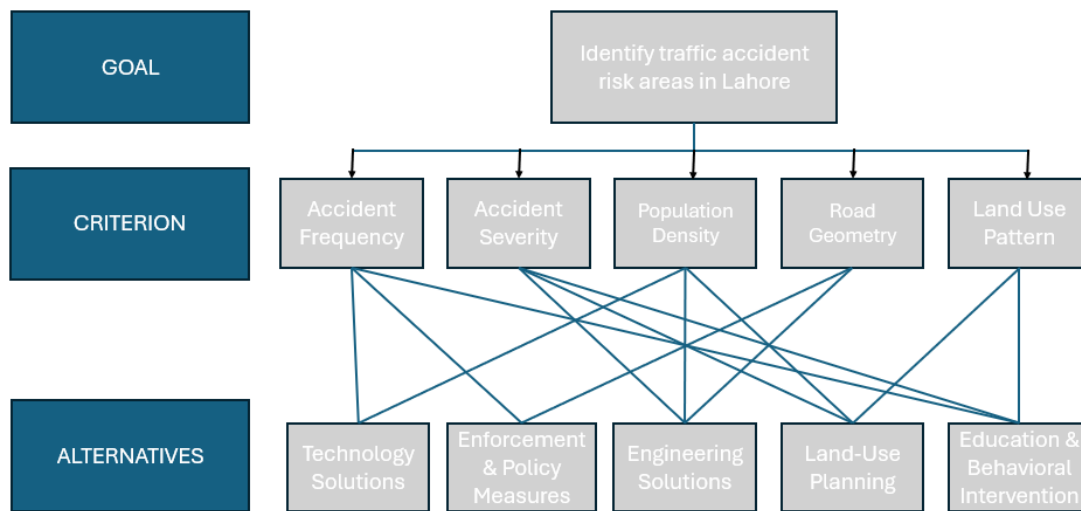 GOAL
Identify traffic accident
risk areas in Lahore
CRITERION
Accident
Frequency
Accident
Severity
Population
Density
Road
Geometry
Land Use
Pattern
ALTERNATIVES
Technology
Solutions
Enforcement
& Policy
Measures
Engineering
Solutions
Land-Use
Planning
Education &
Behavioral
Intervention